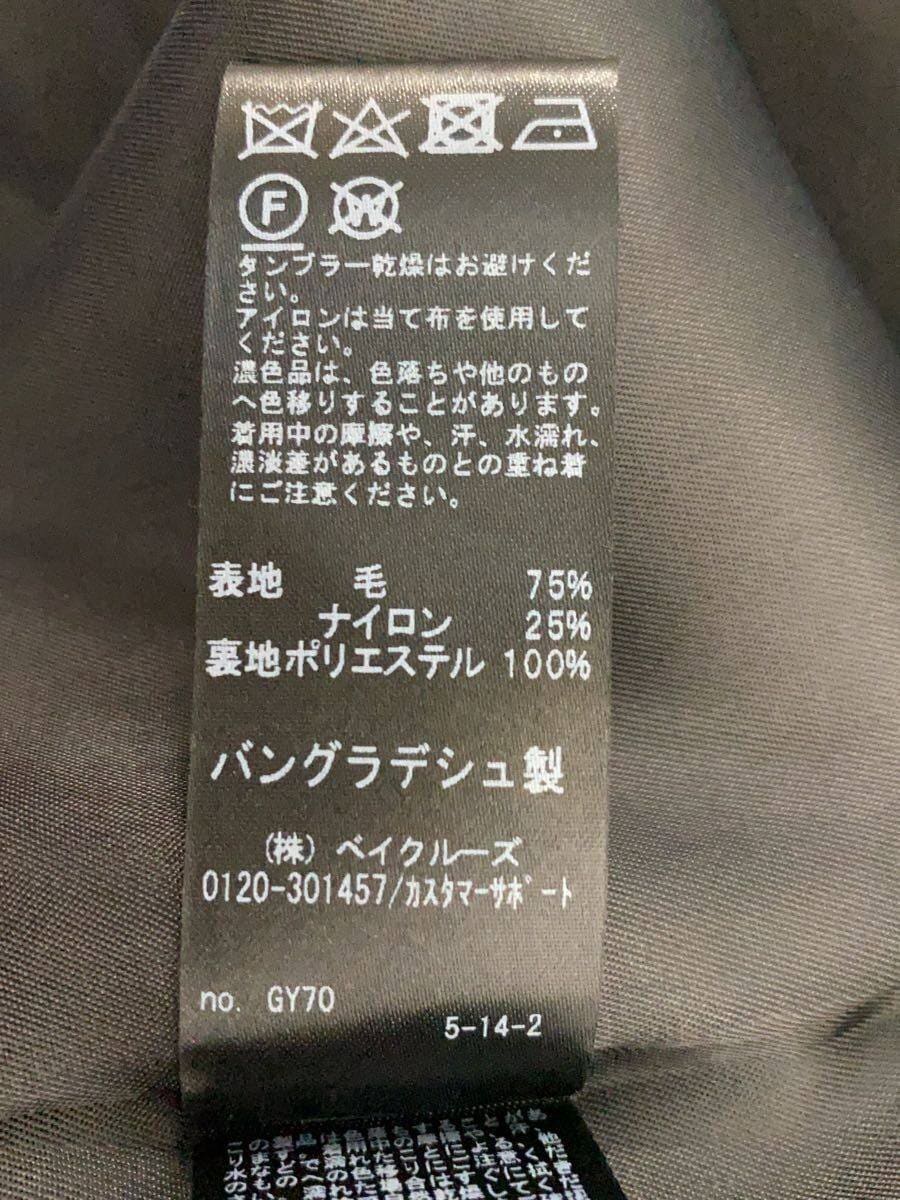 F W
タンブラー乾燥はお避けくだ
さい。
アイロンは当て布を使用して
ください。
濃色品は、色落ちや他のもの
へ色移りすることがあります。
着用中の摩擦や、汗、水濡れ、
濃淡差があるものとの重ね着
にご注意ください。
表地 毛 75%
ナイロン 25%
裏地ポリエステル 100%
バングラデシュ製
(株) ベイクルーズ
0120-301457/カスタマーサポート
no. GY70
5-14-2